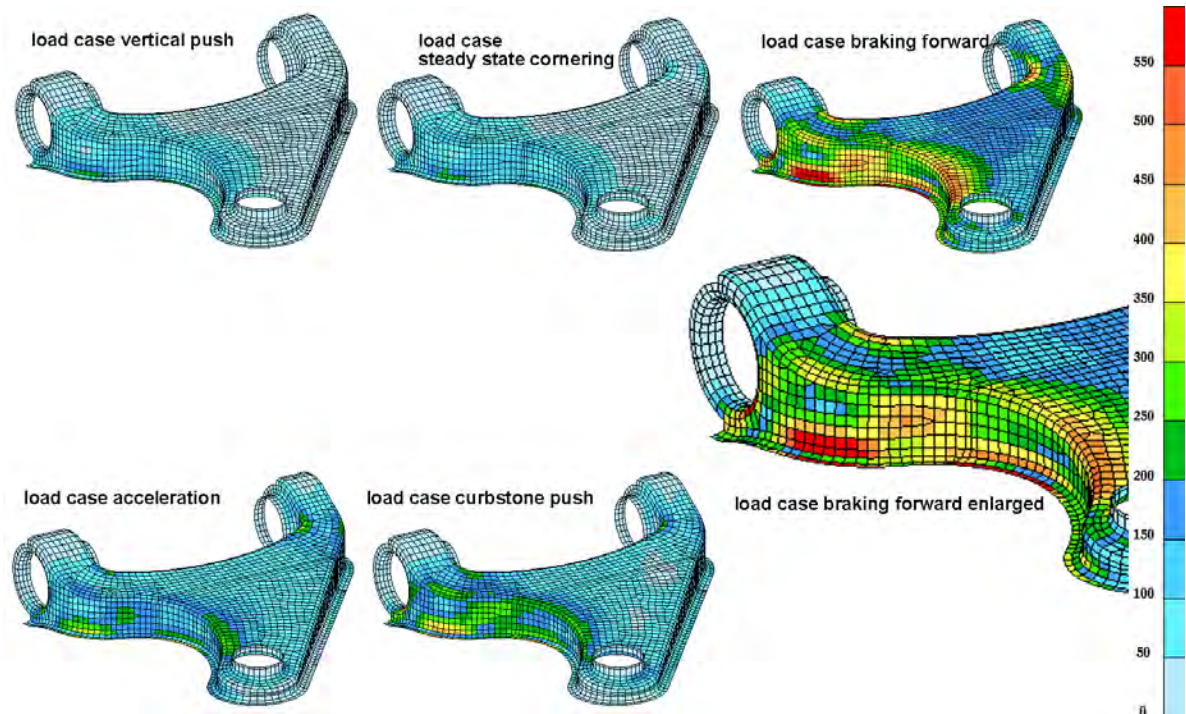 load case vertical push
load case
steady state cornering
load case braking forward
550
500
450
400
350
300
250
200
150
100
50
0
load case acceleration
load case curbstone push
load case braking forward enlarged